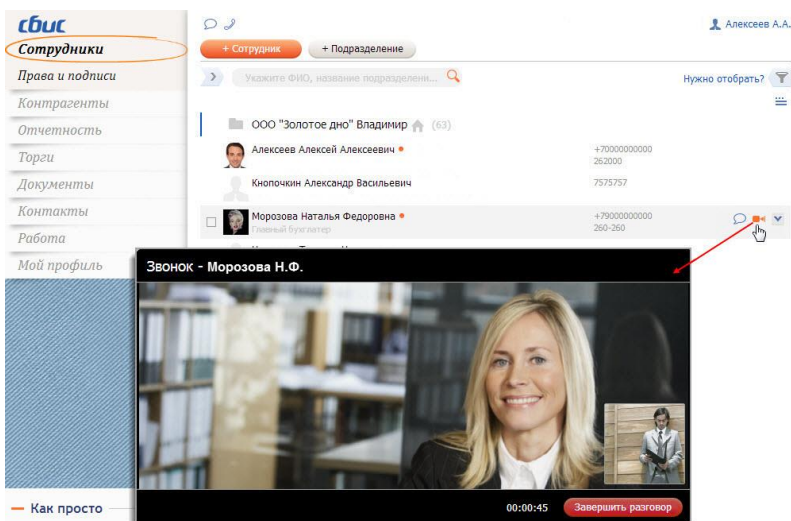 сбис
Алексеев А.А.
Сотрудники
+ Сотрудник
+ Подразделение
Права и подписи
Укажите ФИО, название подразделени...
Нужно отобрать?
Контрагенты
Отчетность
ООО "Золотое дно" Владимир (63)
Торги
Алексеев Алексей Алексеевич
+70000000000
262000
Документы
Кнопочкин Александр Васильевич
7575757
Контакты
Морозова Наталья Федоровна
+79000000000
Главный бухгалтер
260-260
Работа
Мой профиль
Звонок - Морозова Н.Ф.
00:00:45
Завершить разговор
Как просто